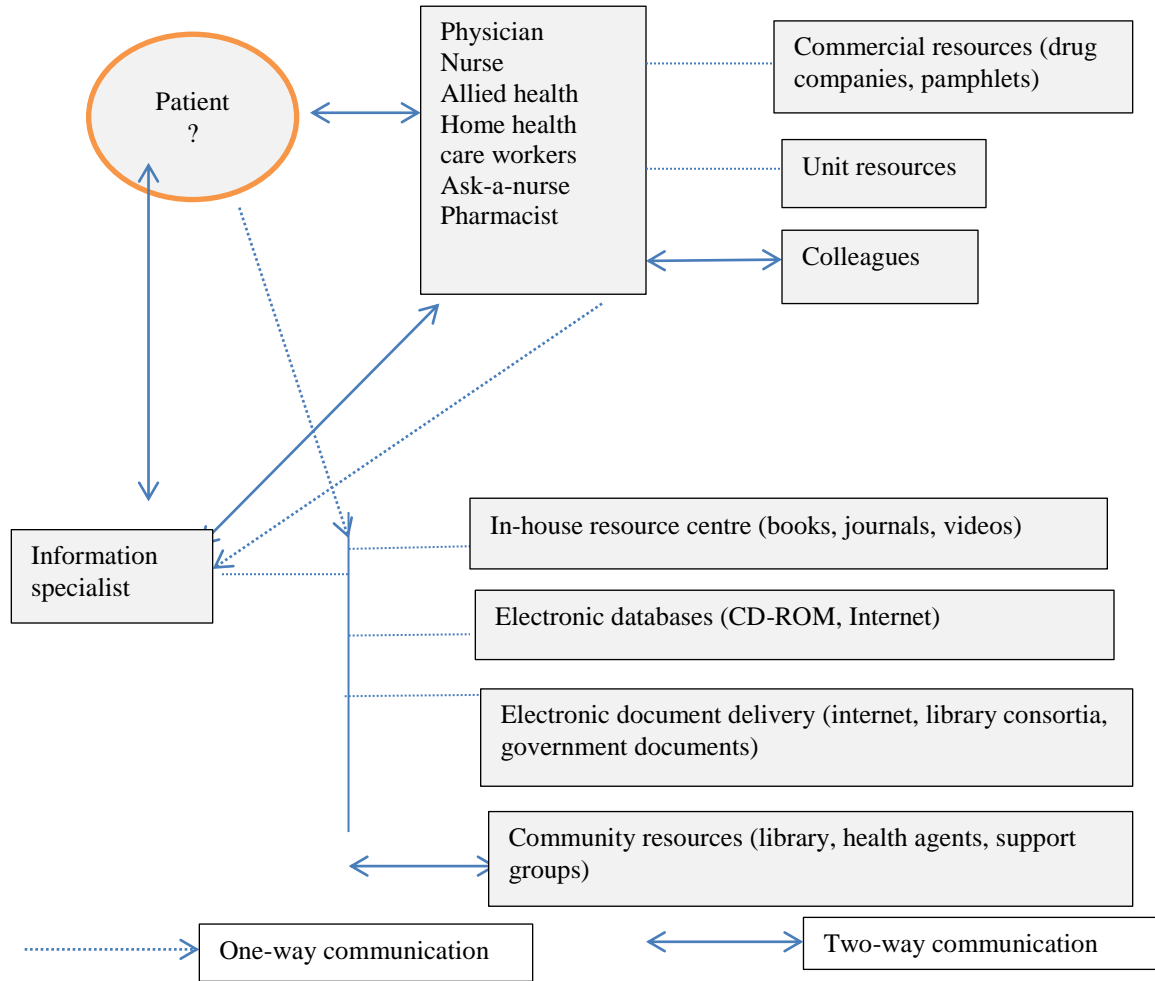 Patient
?
Physician
Nurse
Allied health
Home health
care workers
Ask-a-nurse
Pharmacist
Commercial resources (drug
companies, pamphlets)
Unit resources
Colleagues
Information
specialist
In-house resource centre (books, journals, videos)
Electronic databases (CD-ROM, Internet)
Electronic document delivery (internet, library consortia,
government documents)
Community resources (library, health agents, support
groups)
One-way communication
Two-way communication